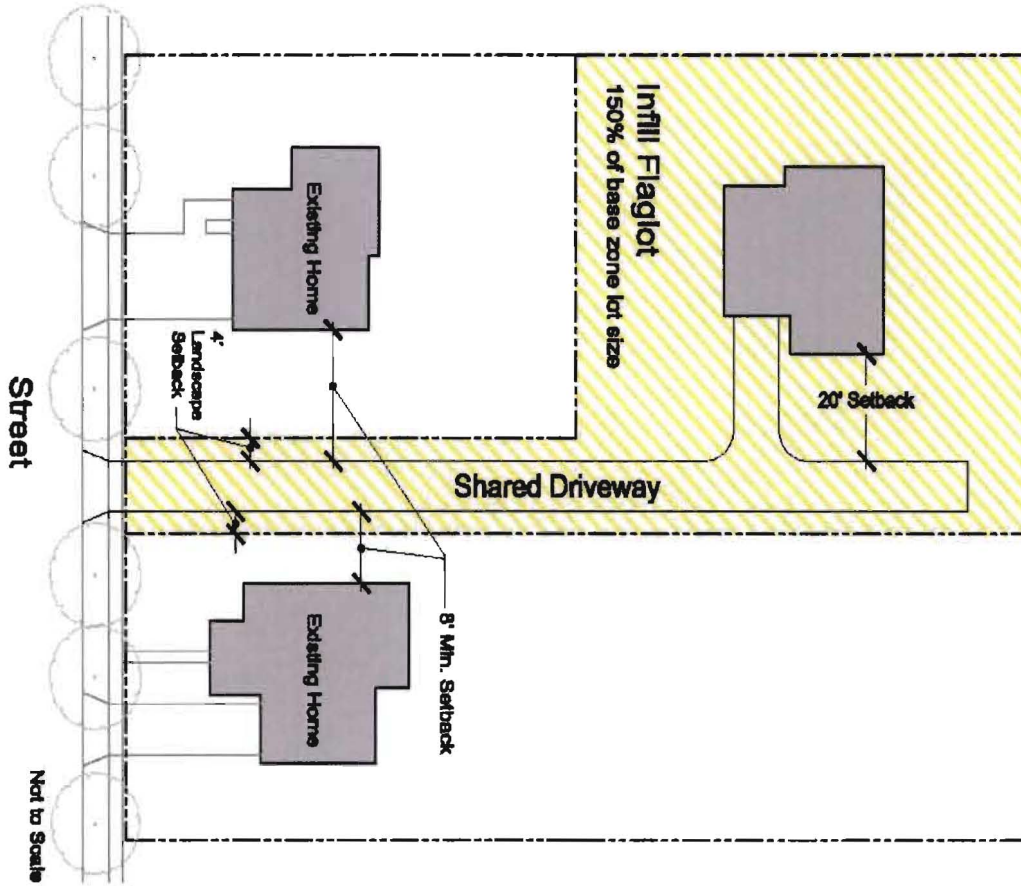 Infill Flaglot
150% of base zone lot size
20' Setback
Shared Driveway
Existing Home
Existing Home
4'
Landscape
Setback
8' Min. Setback
Street
Not to Scale